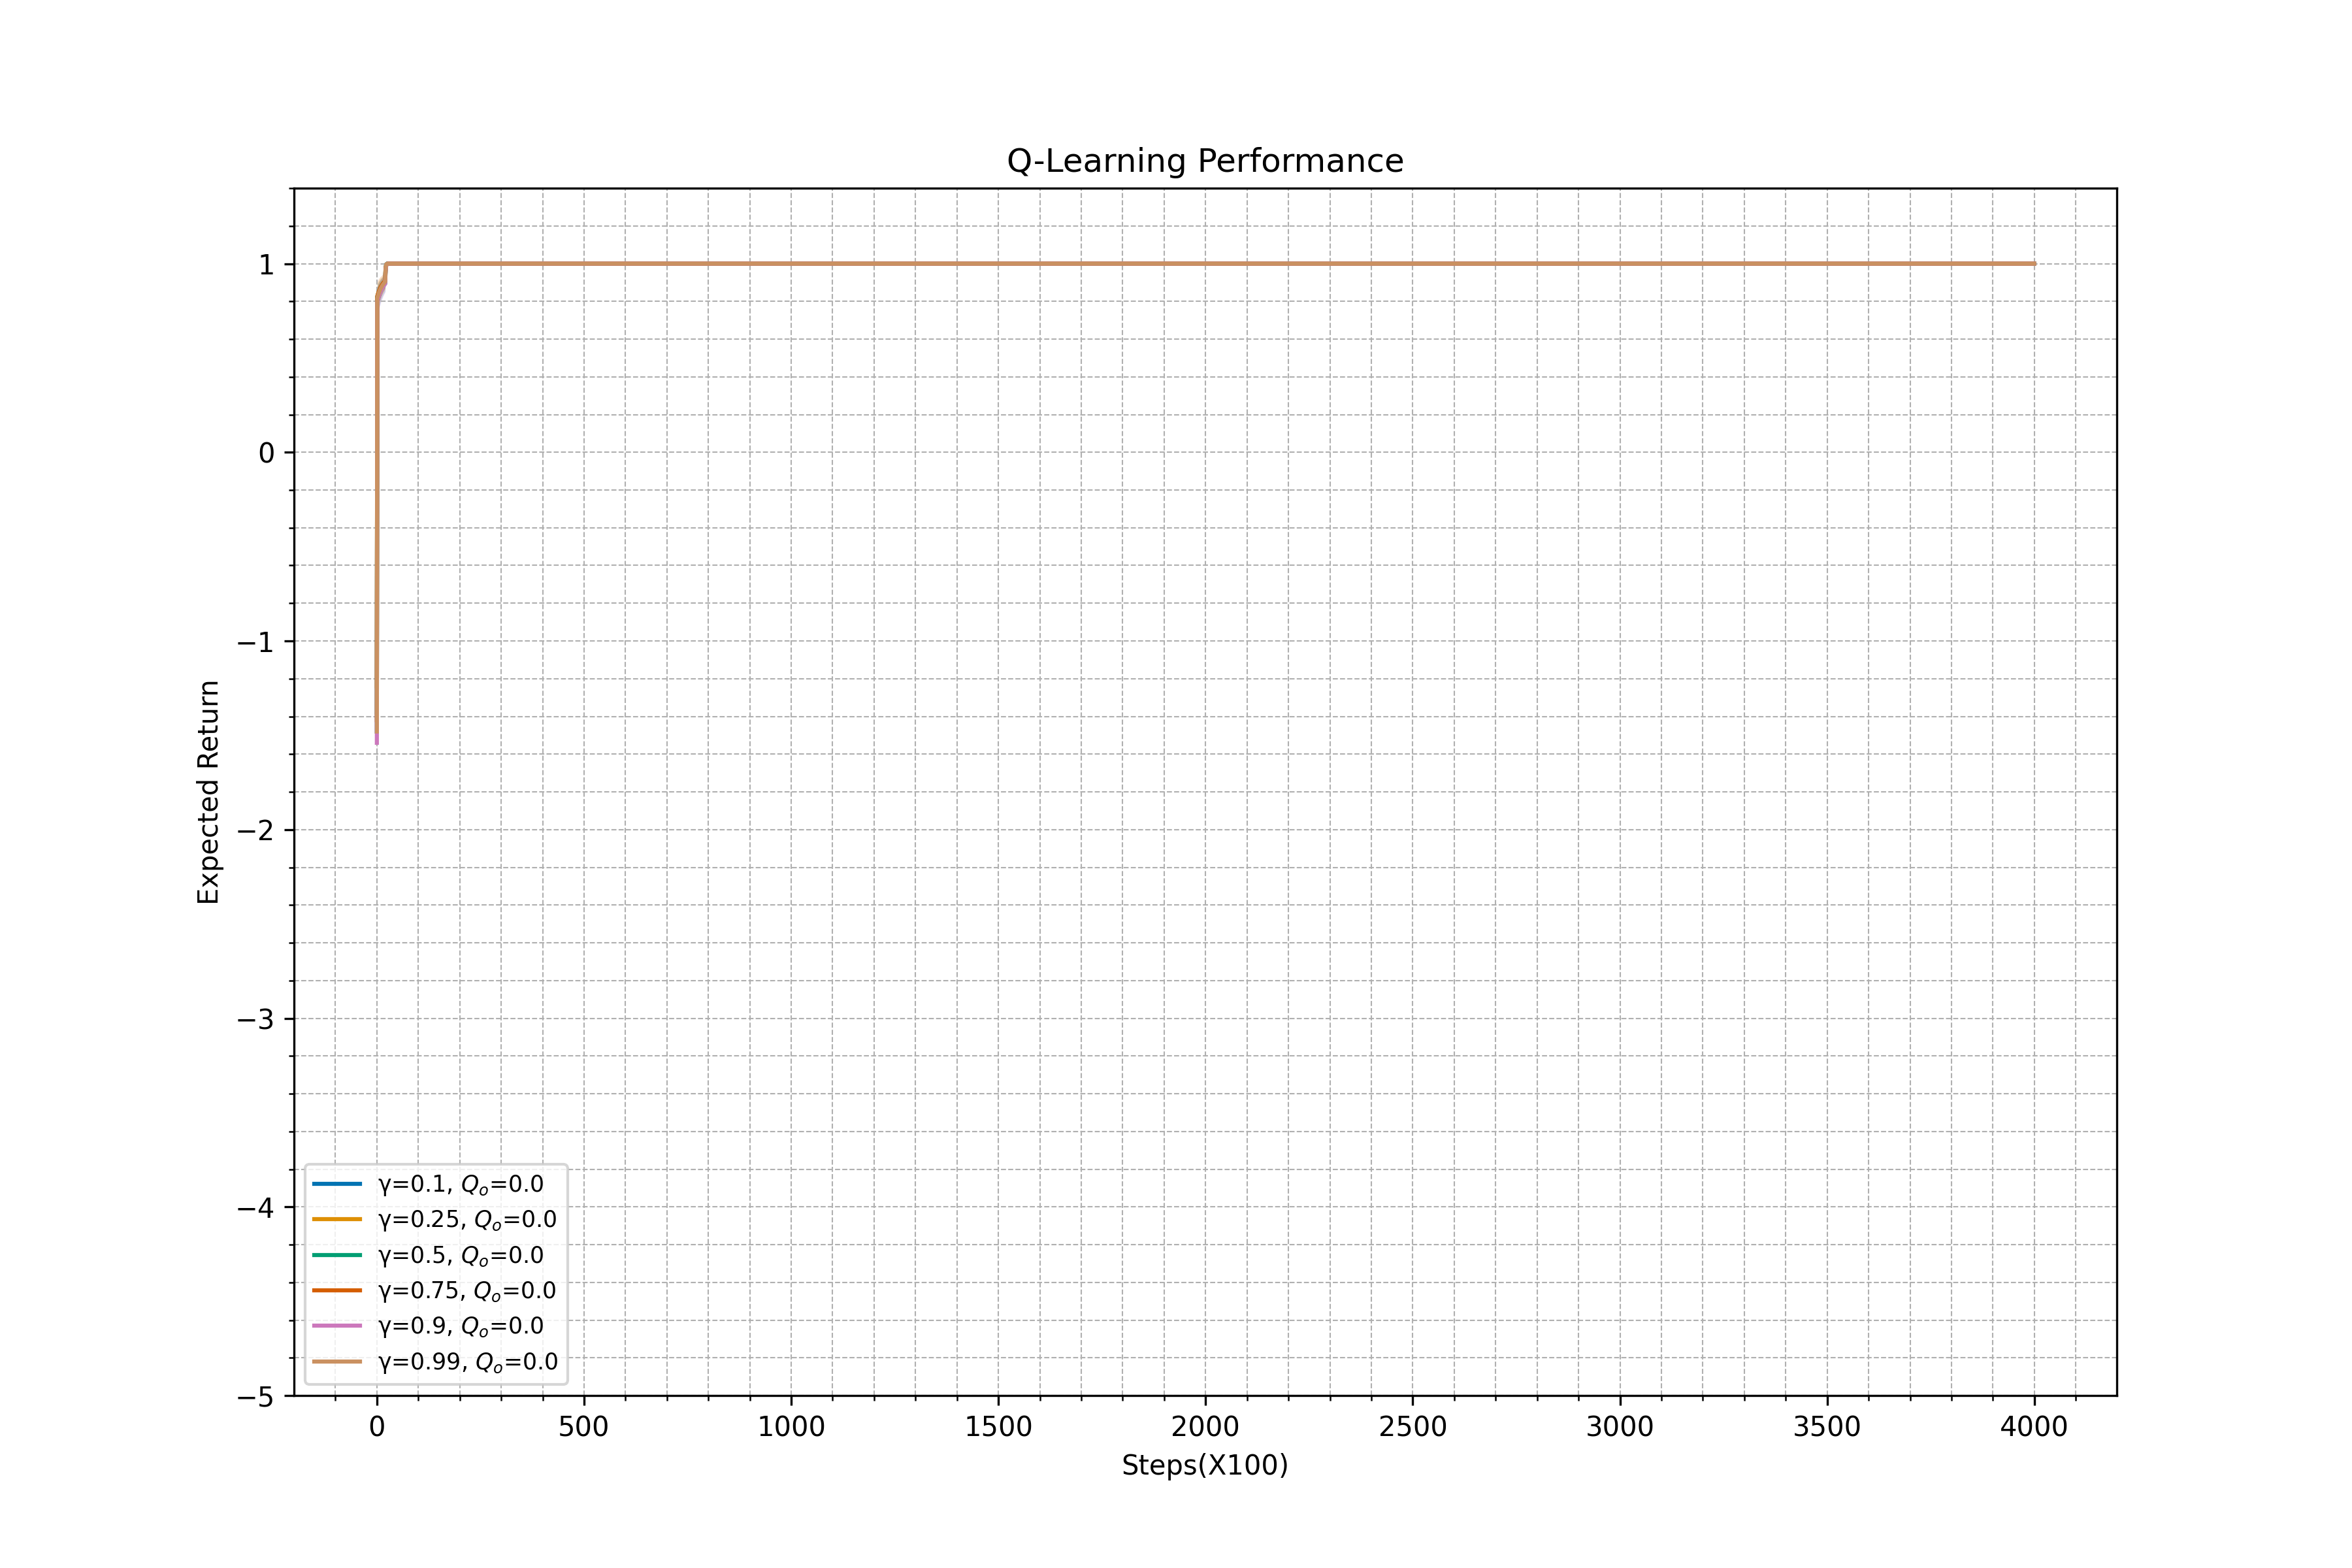 Q-Learning Performance
Expected Return
1
0
−1
−2
−3
−4
−5
γ=0.1, Qo=0.0
γ=0.25, Qo=0.0
γ=0.5, Qo=0.0
γ=0.75, Qo=0.0
γ=0.9, Qo=0.0
γ=0.99, Qo=0.0
0 500 1000 1500 2000 2500 3000 3500 4000
Steps(X100)